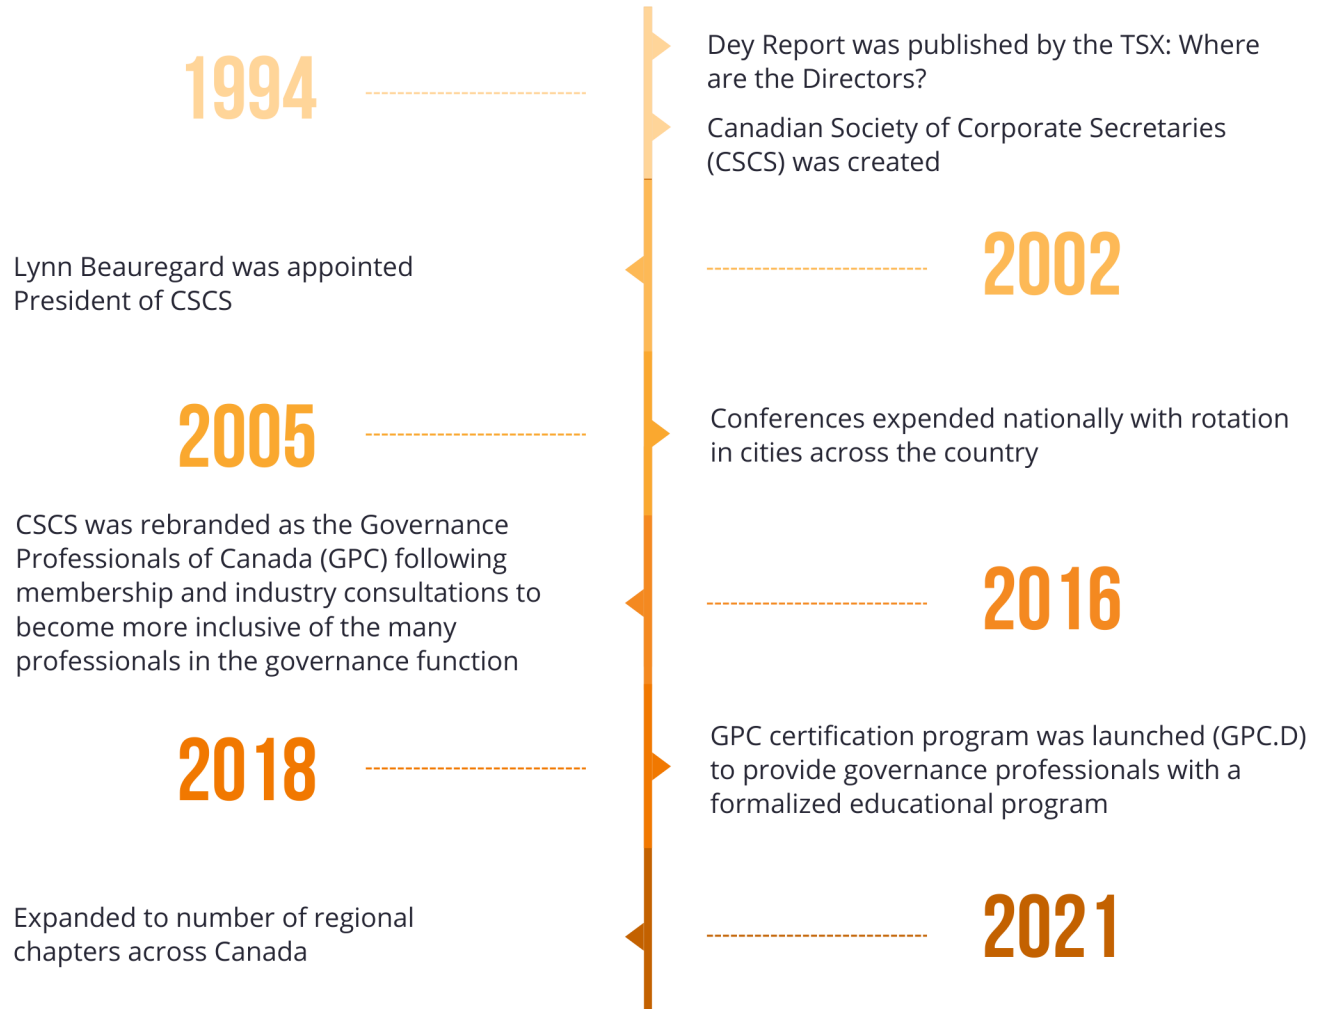 1994
Dey Report was published by the TSX: Where
are the Directors?
Canadian Society of Corporate Secretaries
(CSCS) was created
Lynn Beauregard was appointed
President of CSCS
2002
2005
Conferences expended nationally with rotation
in cities across the country
CSCS was rebranded as the Governance
Professionals of Canada (GPC) following
membership and industry consultations to
become more inclusive of the many
professionals in the governance function
2016
2018
GPC certification program was launched (GPC.D)
to provide governance professionals with a
formalized educational program
Expanded to number of regional
chapters across Canada
2021